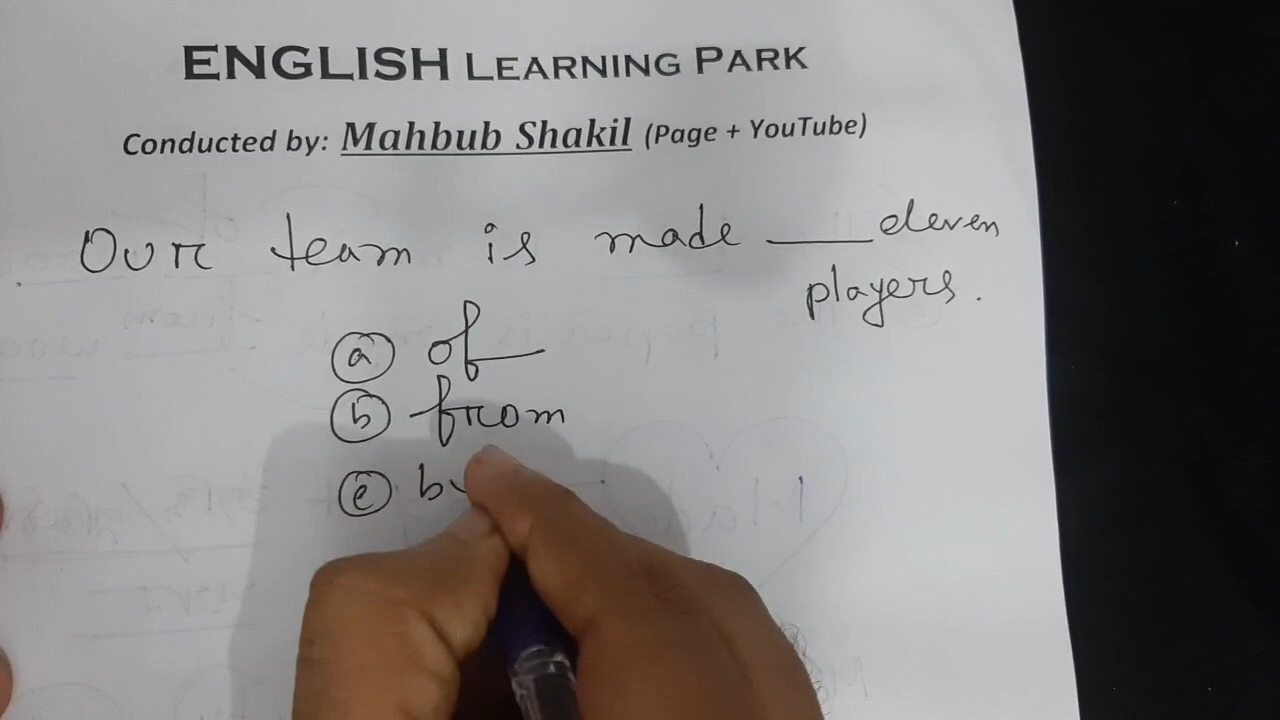 ENGLISH LEARNING PARK
Conducted by: Mahbub Shakil (Page + YouTube)
Our team is made ___ eleven
players.
(a) of
(b) from
(c)